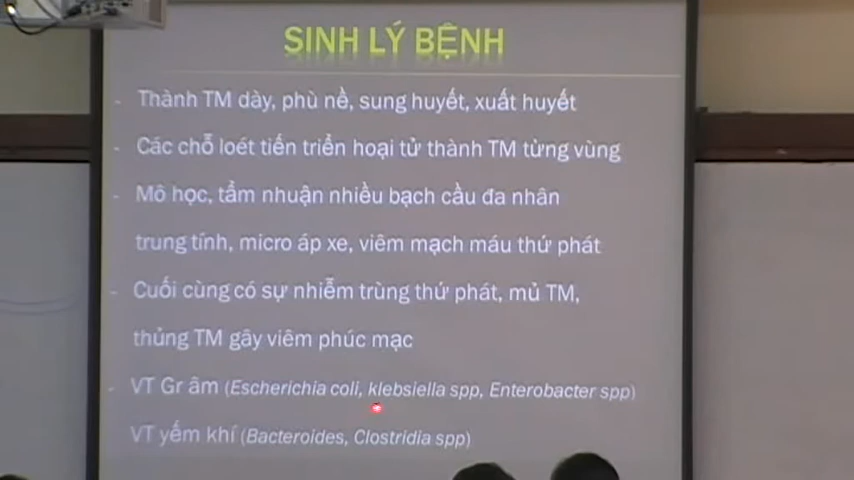 SINH LÝ BỆNH
- Thành TM dày, phù nề, sung huyết, xuất huyết
- Các chỗ loét tiến triển hoại tử thành TM từng vùng
- Mô học, tẩm nhuận nhiều bạch cầu đa nhân
trung tính, micro áp xe, viêm mạch máu thứ phát
- Cuối cùng có sự nhiễm trùng thứ phát, mủ TM,
thủng TM gây viêm phúc mạc
- VT Gr âm (Escherichia coli, klebsiella spp, Enterobacter spp)
VT yếm khí (Bacteroides, Clostridia spp)